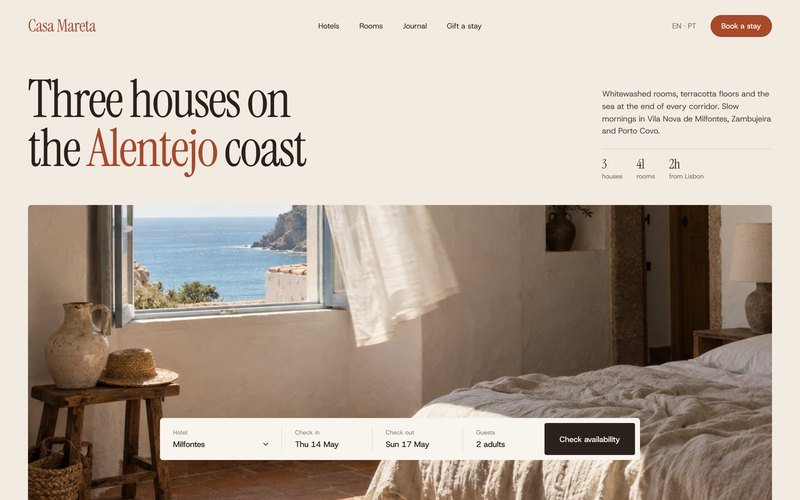 Casa Mareta
Hotels
Rooms
Journal
Gift a stay
EN · PT
Book a stay
Three houses on
the Alentejo coast
Whitewashed rooms, terracotta floors and the
sea at the end of every corridor. Slow
mornings in Vila Nova de Milfontes, Zambujeira
and Porto Covo.
3
houses
41
rooms
2h
from Lisbon
Hotel
Milfontes
Check in
Thu 14 May
Check out
Sun 17 May
Guests
2 adults
Check availability